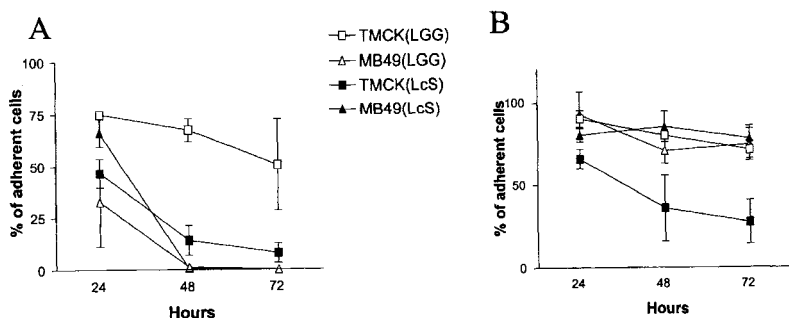 A
% of adherent cells
100
75
50
25
0
24
48
72
Hours
TMCK(LGG)
MB49(LGG)
TMCK(LcS)
MB49(LcS)
B
% of adherent cells
100
50
0
24
48
72
Hours